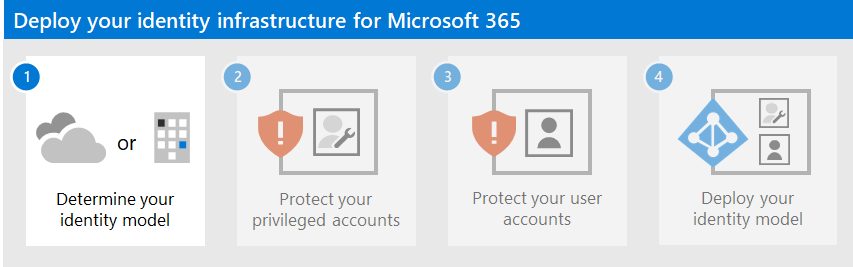 Deploy your identity infrastructure for Microsoft 365
1
2
3
4
or
Determine your
identity model
Protect your
privileged accounts
Protect your user
accounts
Deploy your
identity model